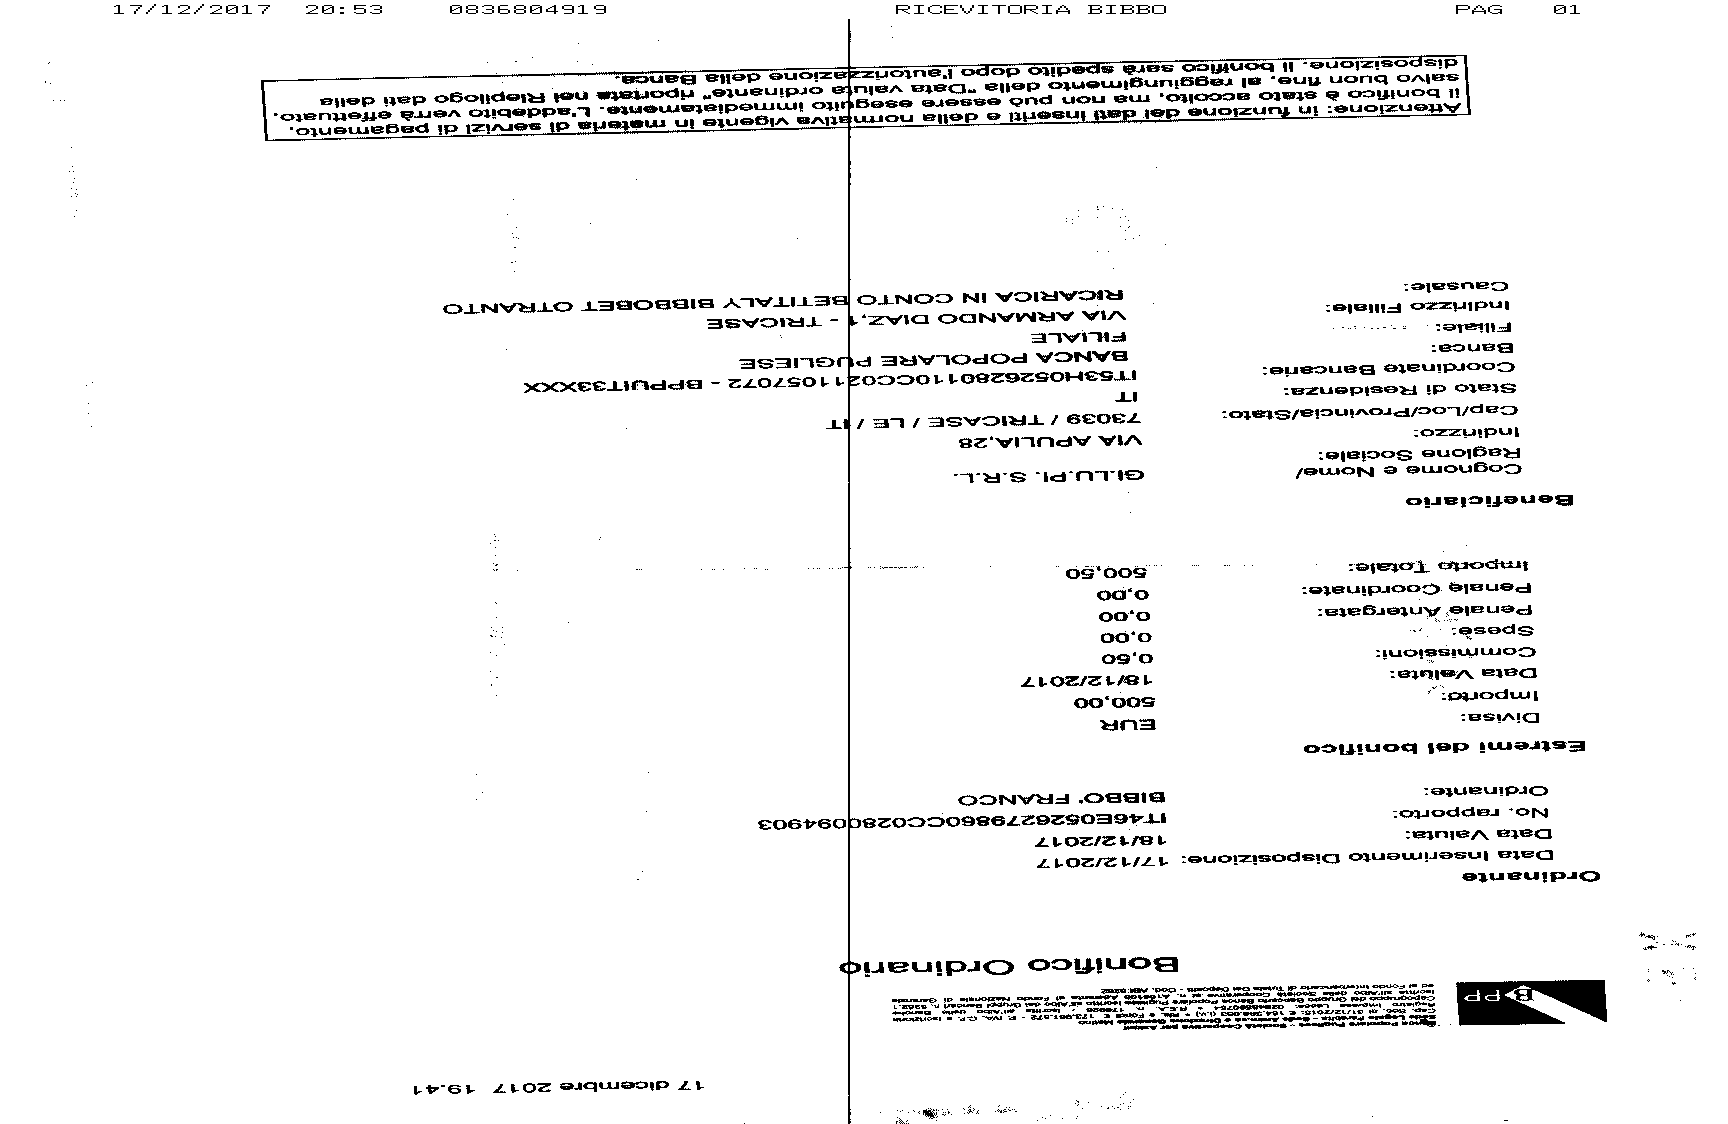 17/12/2017 20:53 0836804919 RICEVITORIA BIBBO PAG 01
17 dicembre 2017 19.41
BPP
Bonifico Ordinario
Ordinante
Data Inserimento Disposizione: 17/12/2017
Data Valuta: 18/12/2017
No. rapporto: IT46E0526279860CC0280094903
Ordinante: BIBBO' FRANCO
Estremi del bonifico
Divisa: EUR
Importo: 500,00
Data Valuta: 18/12/2017
Commissioni: 0,50
Spese: 0,00
Penale Antergata: 0,00
Penale Coordinate: 0,00
Importo Totale: 500,50
Beneficiario
Cognome e Nome/ GI.LU.PI. S.R.L.
Ragione Sociale:
Indirizzo: VIA APULIA,28
Cap/Loc/Provincia/Stato: 73039 / TRICASE / LE / IT
Stato di Residenza: IT
Coordinate Bancarie: IT53H0526280110CC0211057072 - BPPUIT33XXX
Banca: BANCA POPOLARE PUGLIESE
Filiale: FILIALE
Indirizzo Filiale: VIA ARMANDO DIAZ,1 - TRICASE
Causale: RICARICA IN CONTO BETITALY BIBBOBET OTRANTO
Attenzione: in funzione dei dati inseriti e della normativa vigente in materia di servizi di pagamento,
il bonifico è stato accolto, ma non può essere eseguito immediatamente. L'addebito verrà effettuato,
salvo buon fine, al raggiungimento della "Data valuta ordinante" riportata nel Riepilogo dati della
disposizione. Il bonifico sarà spedito dopo l'autorizzazione della Banca.